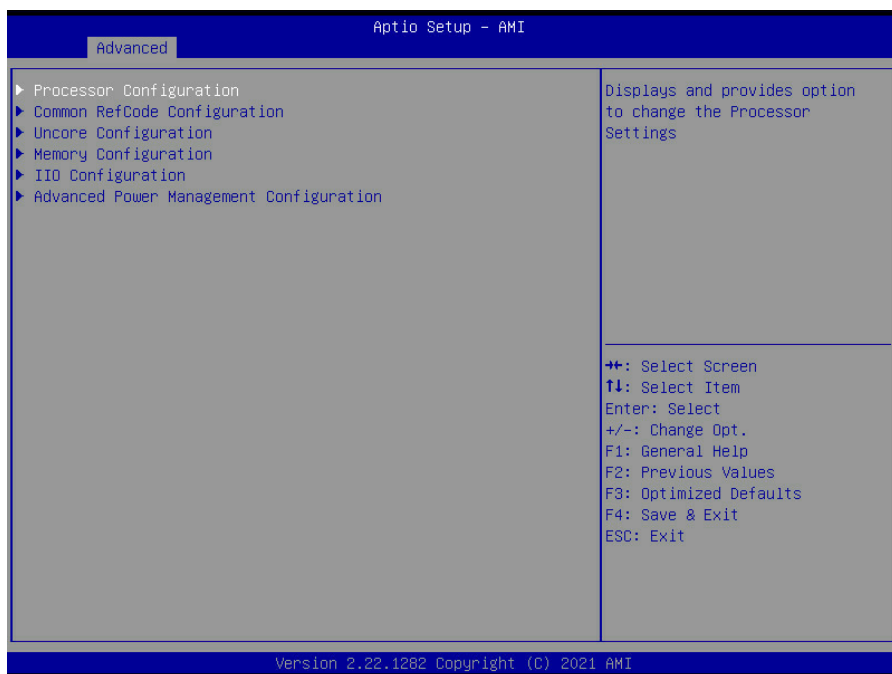 Aptio Setup – AMI
Advanced
▶ Processor Configuration
▶ Common RefCode Configuration
▶ Uncore Configuration
▶ Memory Configuration
▶ IIO Configuration
▶ Advanced Power Management Configuration
Displays and provides option
to change the Processor
Settings
→←: Select Screen
↑↓: Select Item
Enter: Select
+/-: Change Opt.
F1: General Help
F2: Previous Values
F3: Optimized Defaults
F4: Save & Exit
ESC: Exit
Version 2.22.1282 Copyright (C) 2021 AMI